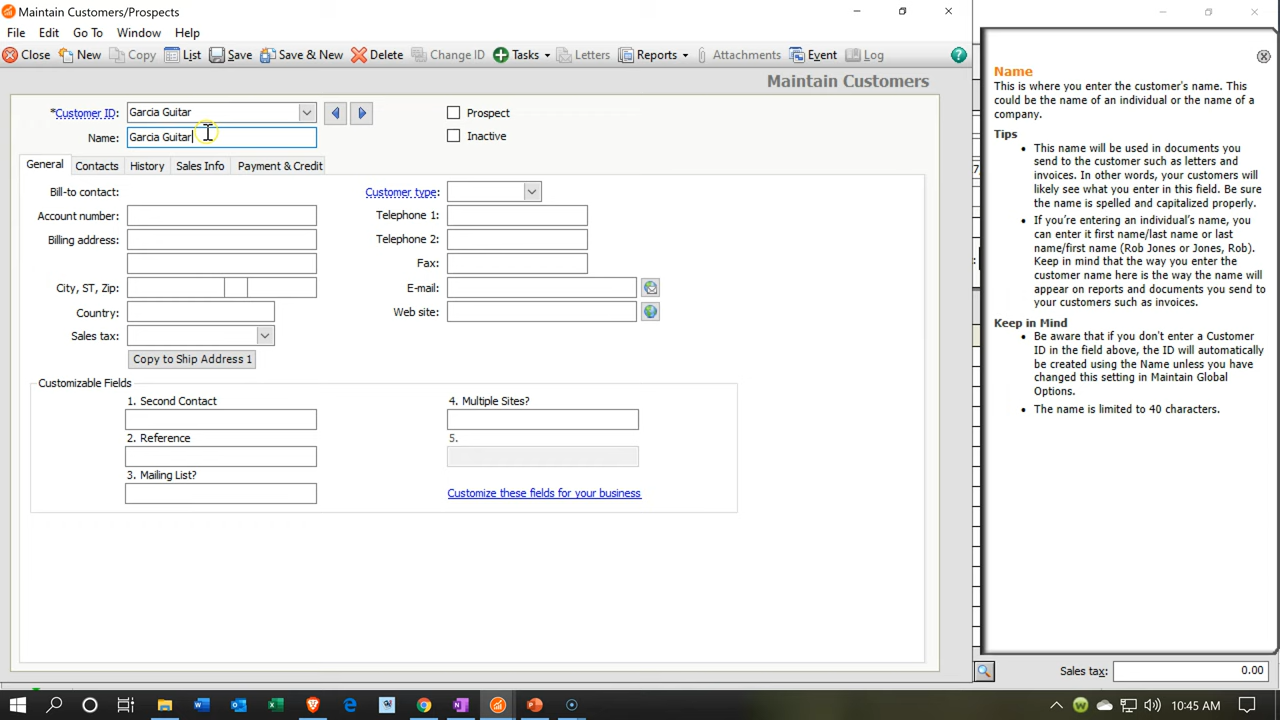 Maintain Customers/Prospects
File Edit Go To Window Help
Close New Copy List Save Save & New Delete Change ID Tasks Letters Reports Attachments Event Log
Maintain Customers
*Customer ID: Garcia Guitar Prospect
Name: Garcia Guitar Inactive
General Contacts History Sales Info Payment & Credit
Bill-to contact: Customer type:
Account number: Telephone 1:
Billing address: Telephone 2:
Fax:
City, ST, Zip: E-mail:
Country: Web site:
Sales tax:
Copy to Ship Address 1
Customizable Fields
1. Second Contact 4. Multiple Sites?
2. Reference 5.
3. Mailing List?
Customize these fields for your business
Name
This is where you enter the customer's name. This
could be the name of an individual or the name of a
company.
Tips
• This name will be used in documents you
send to the customer such as letters and
invoices. In other words, your customers will
likely see what you enter in this field. Be sure
the name is spelled and capitalized properly.
• If you're entering an individual's name, you
can enter it first name/last name or last
name/first name (Rob Jones or Jones, Rob).
Keep in mind that the way you enter the
customer name here is the way the name will
appear on reports and documents you send to
your customers such as invoices.
Keep in Mind
• Be aware that if you don't enter a Customer
ID in the field above, the ID will automatically
be created using the Name unless you have
changed this setting in Maintain Global
Options.
• The name is limited to 40 characters.
Sales tax: 0.00
10:45 AM